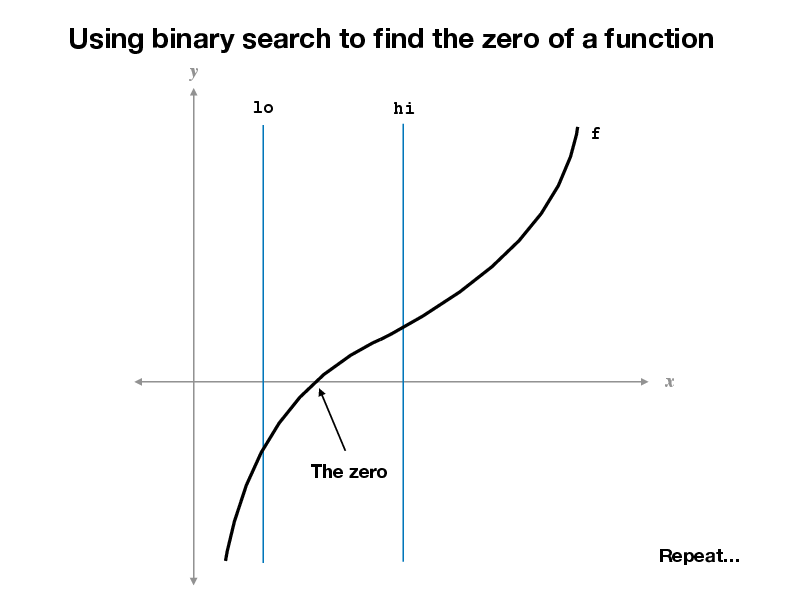 Using binary search to find the zero of a function
y
lo
hi
f
x
The zero
Repeat…